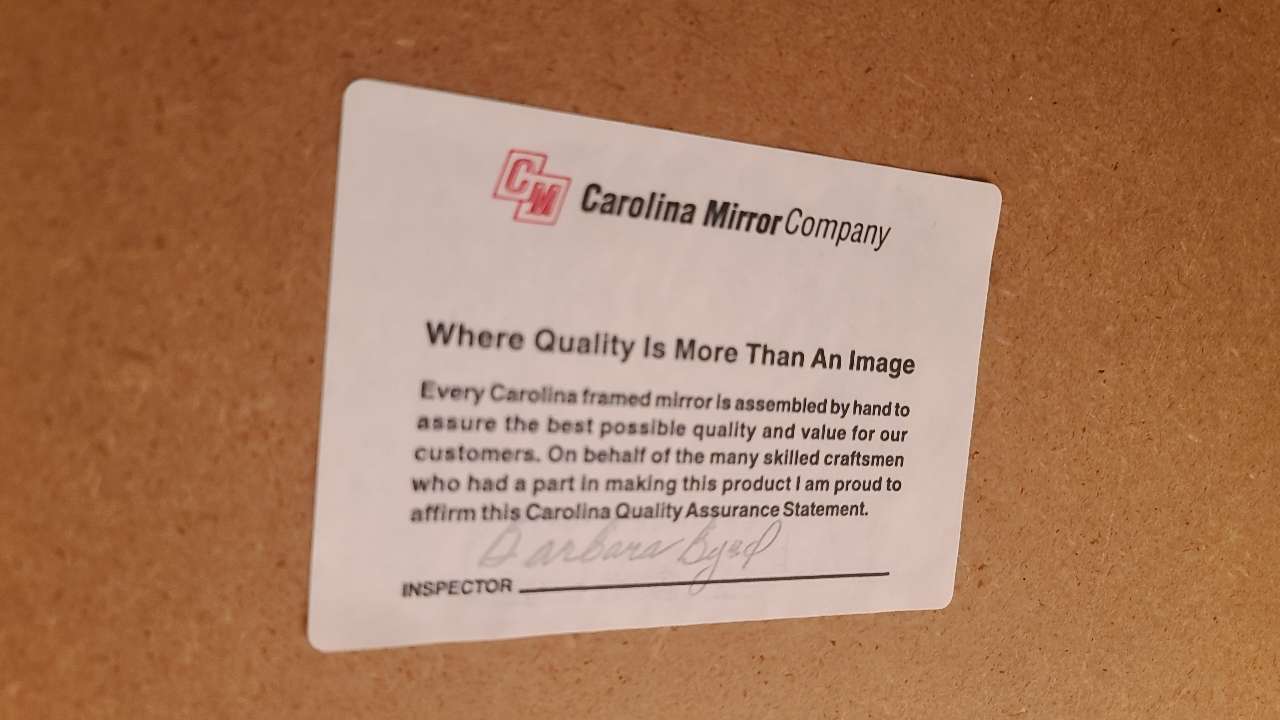 CM Carolina Mirror Company
Where Quality Is More Than An Image
Every Carolina framed mirror is assembled by hand to
assure the best possible quality and value for our
customers. On behalf of the many skilled craftsmen
who had a part in making this product I am proud to
affirm this Carolina Quality Assurance Statement.
Barbara Byrd
INSPECTOR